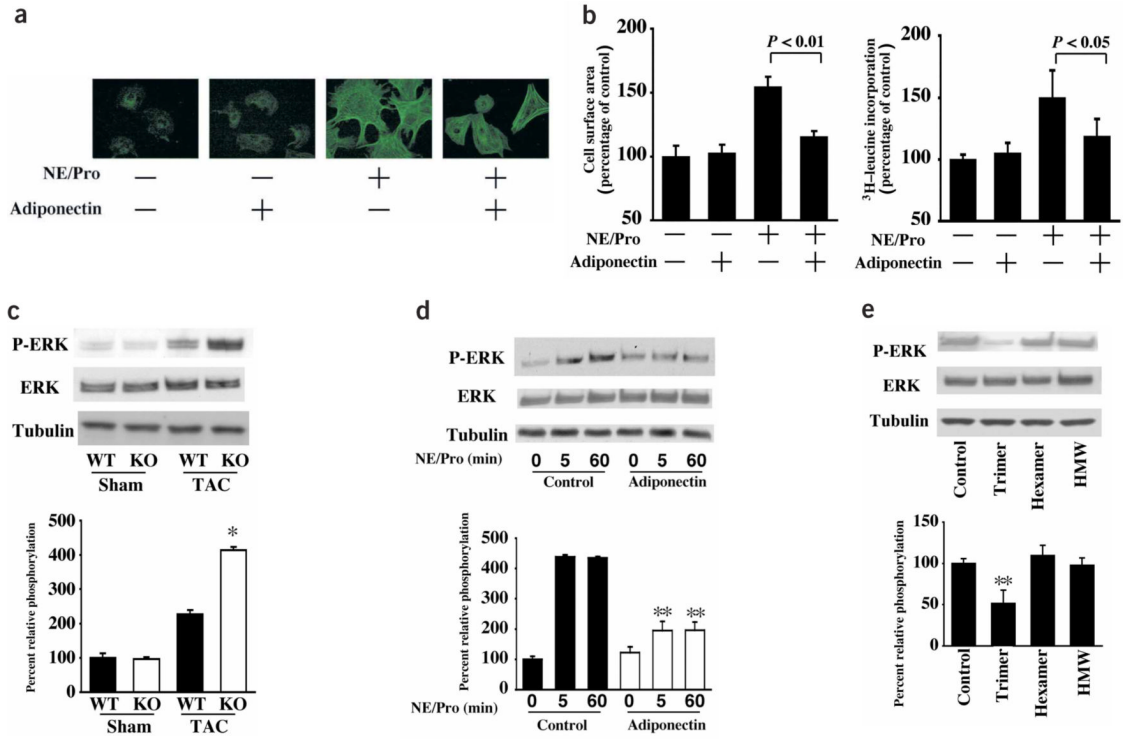 a
NE/Pro — — + +
Adiponectin — + — +
b
Cell surface area
(percentage of control)
200
150
100
50
P < 0.01
NE/Pro — — + +
Adiponectin — + — +
³H–leucine incorporation
(percentage of control)
200
150
100
50
P < 0.05
NE/Pro — — + +
Adiponectin — + — +
c
P-ERK
ERK
Tubulin
WT KO WT KO
Sham TAC
Percent relative phosphorylation
500
400
300
200
100
0
*
WT KO WT KO
Sham TAC
d
P-ERK
ERK
Tubulin
NE/Pro (min) 0 5 60 0 5 60
Control Adiponectin
Percent relative phosphorylation
500
400
300
200
100
0
** **
NE/Pro (min) 0 5 60 0 5 60
Control Adiponectin
e
P-ERK
ERK
Tubulin
Control
Trimer
Hexamer
HMW
Percent relative phosphorylation
150
100
50
0
**
Control
Trimer
Hexamer
HMW